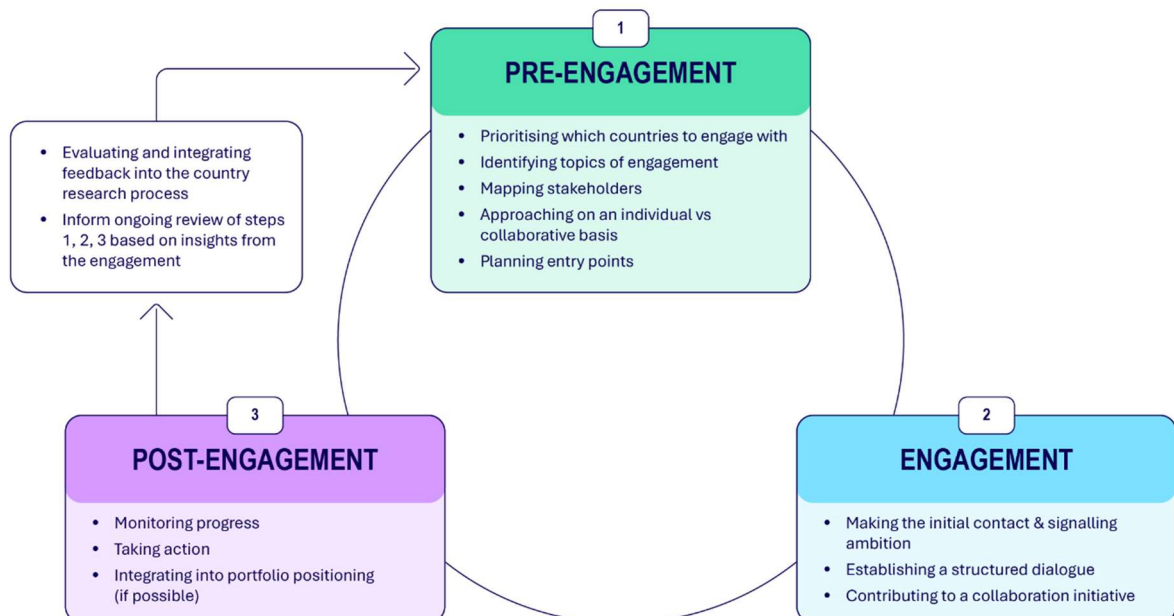 1
PRE-ENGAGEMENT
• Prioritising which countries to engage with
• Identifying topics of engagement
• Mapping stakeholders
• Approaching on an individual vs
collaborative basis
• Planning entry points
• Evaluating and integrating
feedback into the country
research process
• Inform ongoing review of steps
1, 2, 3 based on insights from
the engagement
3
POST-ENGAGEMENT
• Monitoring progress
• Taking action
• Integrating into portfolio positioning
(if possible)
2
ENGAGEMENT
• Making the initial contact & signalling
ambition
• Establishing a structured dialogue
• Contributing to a collaboration initiative